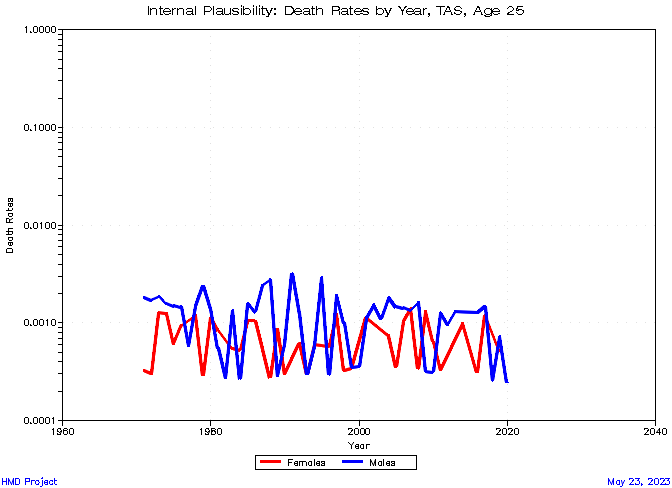 Internal Plausibility: Death Rates by Year, TAS, Age 25
1.0000
0.1000
0.0100
0.0010
0.0001
Death Rates
1960
1980
2000
2020
2040
Year
Females
Males
HMD Project
May 23, 2023